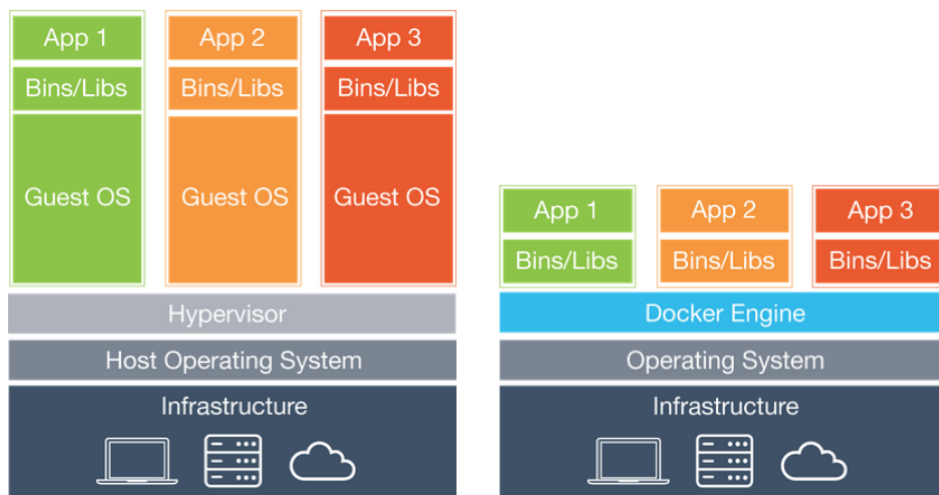 App 1
App 2
App 3
Bins/Libs
Bins/Libs
Bins/Libs
Guest OS
Guest OS
Guest OS
Hypervisor
Host Operating System
Infrastructure
App 1
App 2
App 3
Bins/Libs
Bins/Libs
Bins/Libs
Docker Engine
Operating System
Infrastructure